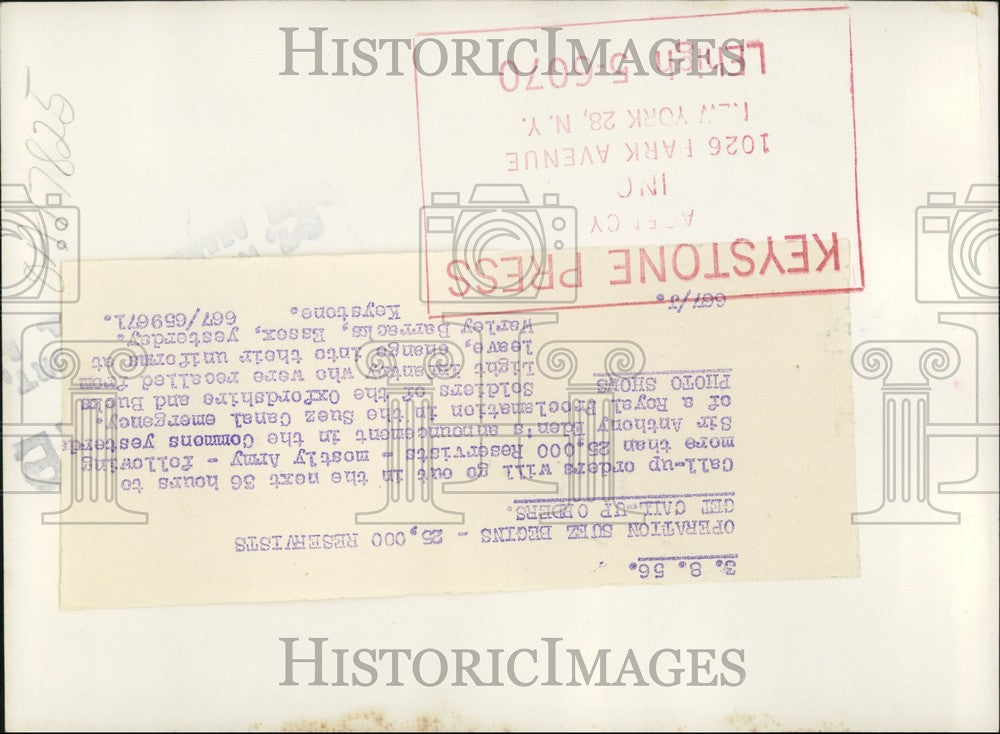 3. 8. 56.
OPERATION SUEZ BEGINS - 25,000 RESERVISTS
GET CALL-UP ORDERS.
Call-up orders will go out in the next 36 hours to
more than 25,000 Reservists - mostly Army - following
Sir Anthony Eden's announcement in the Commons yesterda
of a Royal Proclamation in the Suez Canal emergency.
PHOTO SHOWS
Soldiers of the Oxfordshire and Bucks
Light Infantry who were recalled from
leave, change into their uniforms at
Warley Barracks, Essex, yesterday.
Keystone. 667/659671.
667/J.
KEYSTONE PRESS
AGENCY
INC
1026 PARK AVENUE
NEW YORK 28, N. Y.
LEhigh 5-6070
HISTORICIMAGES
HISTORICIMAGES